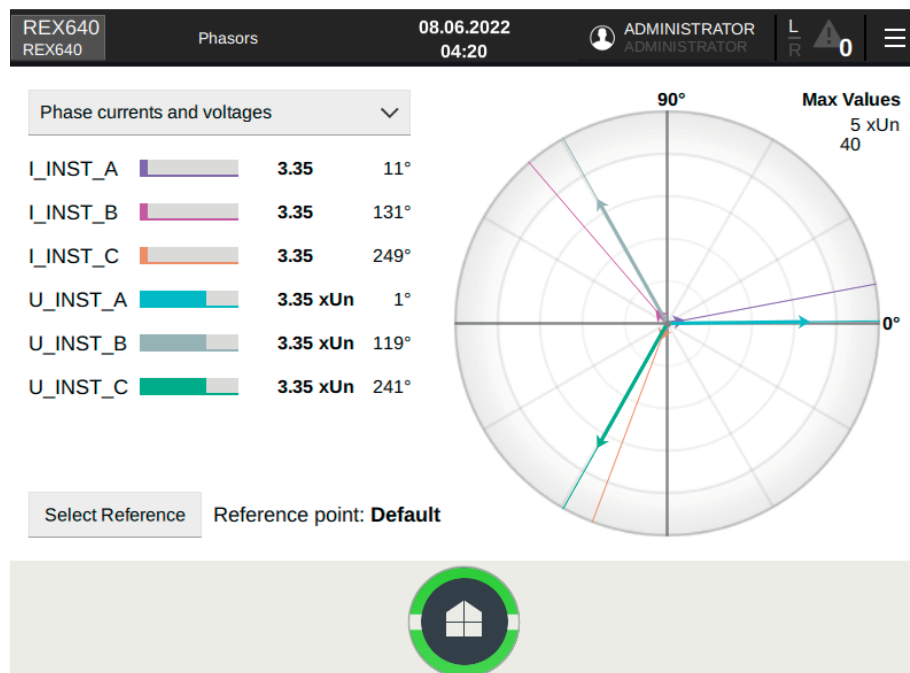 REX640 Phasors 08.06.2022 ADMINISTRATOR L
REX640 04:20 ADMINISTRATOR R 0
Phase currents and voltages
90°
Max Values
5 xUn
40
I_INST_A 3.35 11°
I_INST_B 3.35 131°
I_INST_C 3.35 249°
U_INST_A 3.35 xUn 1°
U_INST_B 3.35 xUn 119°
U_INST_C 3.35 xUn 241°
0°
Select Reference Reference point: Default